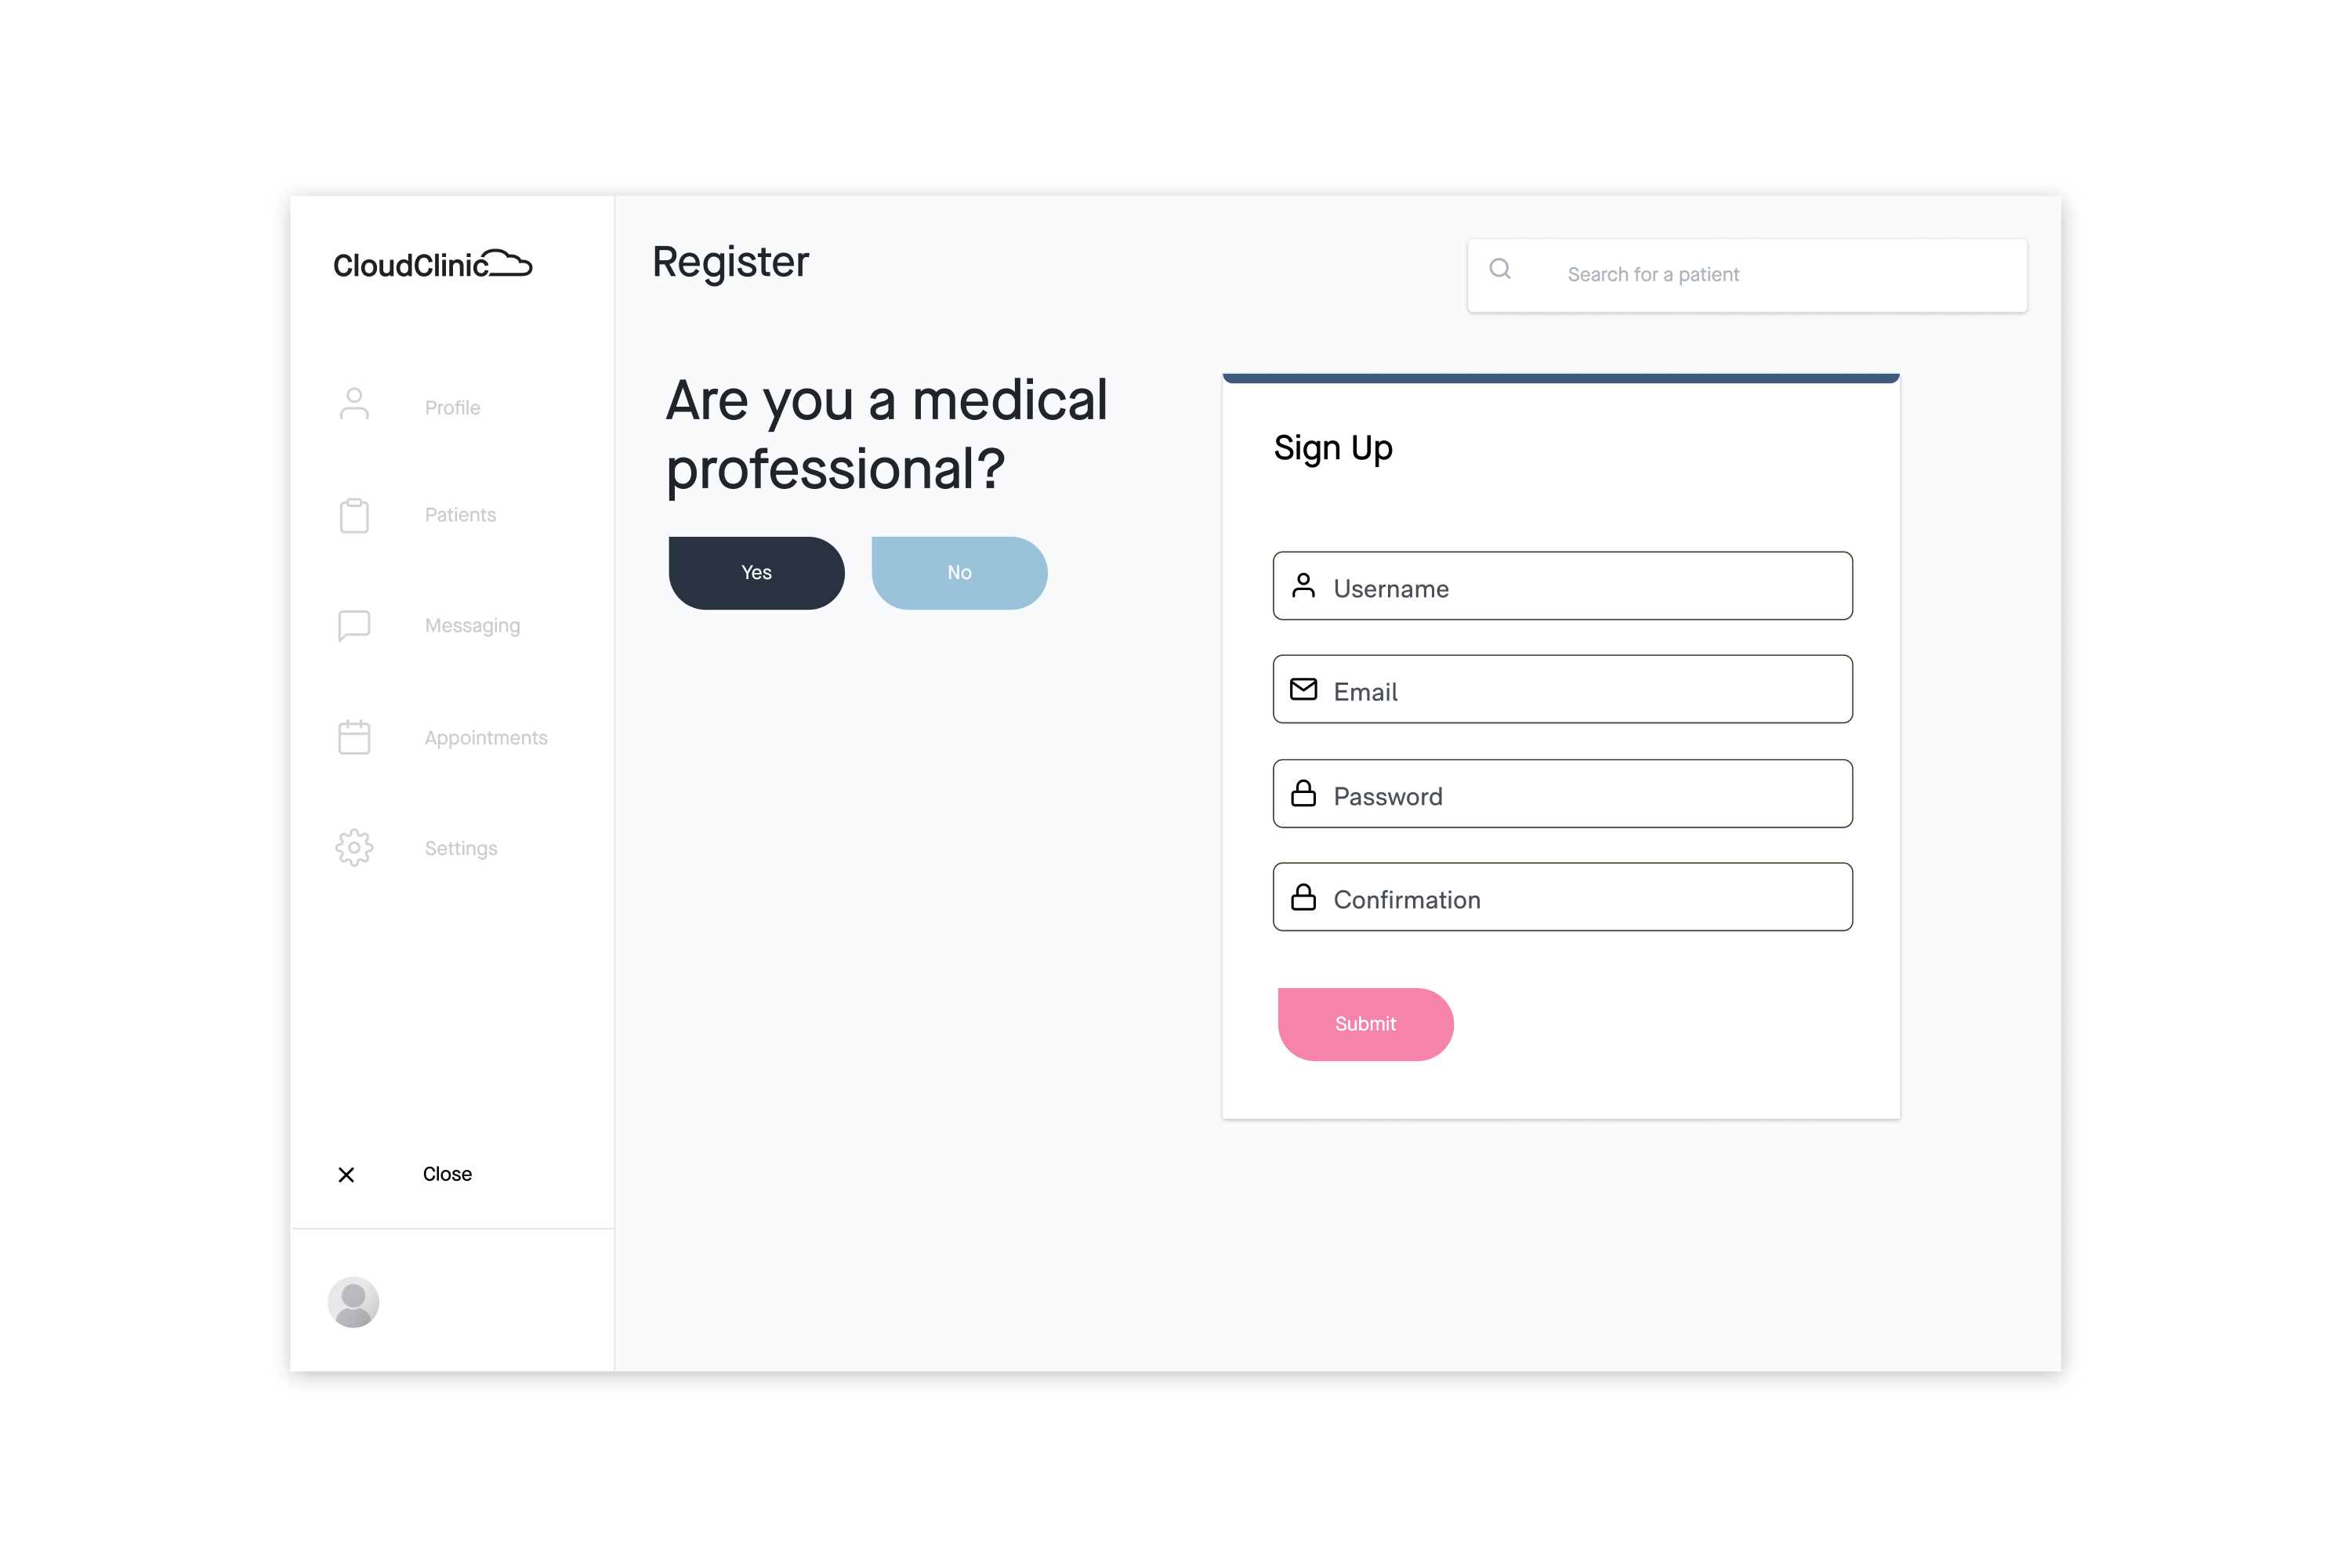 CloudClinic
Profile
Patients
Messaging
Appointments
Settings
Close
Register
Search for a patient
Are you a medical
professional?
Yes
No
Sign Up
Username
Email
Password
Confirmation
Submit